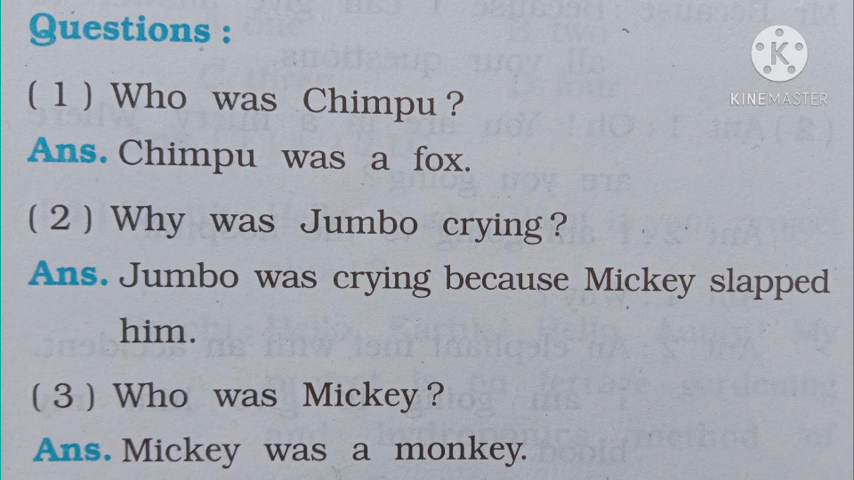 Questions :
K
KINEMASTER
( 1 ) Who was Chimpu ?
Ans. Chimpu was a fox.
( 2 ) Why was Jumbo crying ?
Ans. Jumbo was crying because Mickey slapped
him.
( 3 ) Who was Mickey ?
Ans. Mickey was a monkey.